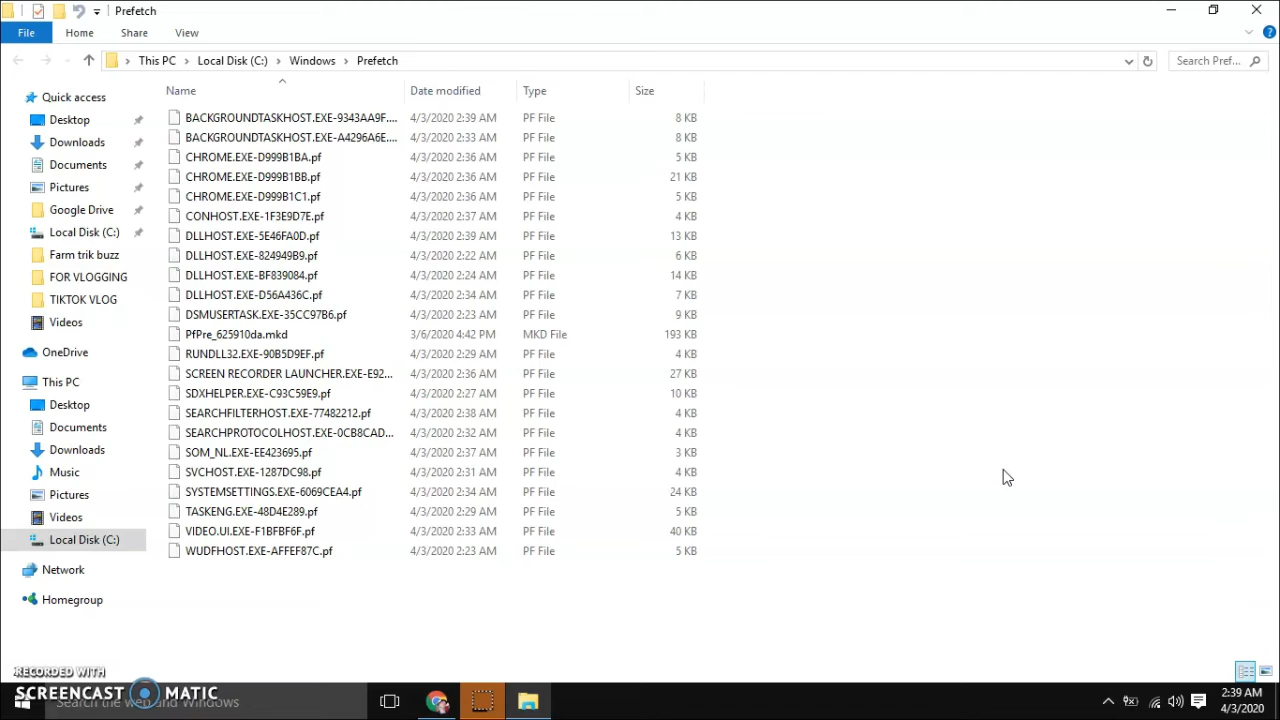 Prefetch
File Home Share View
This PC Local Disk (C:) Windows Prefetch Search Pref...
Name Date modified Type Size
Quick access
Desktop
Downloads
Documents
Pictures
Google Drive
Local Disk (C:)
Farm trik buzz
FOR VLOGGING
TIKTOK VLOG
Videos
OneDrive
This PC
Desktop
Documents
Downloads
Music
Pictures
Videos
Local Disk (C:)
Network
Homegroup
BACKGROUNDTASKHOST.EXE-9343AA9F.... 4/3/2020 2:39 AM PF File 8 KB
BACKGROUNDTASKHOST.EXE-A4296A6E.... 4/3/2020 2:33 AM PF File 8 KB
CHROME.EXE-D999B1BA.pf 4/3/2020 2:36 AM PF File 5 KB
CHROME.EXE-D999B1BB.pf 4/3/2020 2:36 AM PF File 21 KB
CHROME.EXE-D999B1C1.pf 4/3/2020 2:36 AM PF File 5 KB
CONHOST.EXE-1F3E9D7E.pf 4/3/2020 2:37 AM PF File 4 KB
DLLHOST.EXE-5E46FA0D.pf 4/3/2020 2:39 AM PF File 13 KB
DLLHOST.EXE-824949B9.pf 4/3/2020 2:22 AM PF File 6 KB
DLLHOST.EXE-BF839084.pf 4/3/2020 2:24 AM PF File 14 KB
DLLHOST.EXE-D56A436C.pf 4/3/2020 2:34 AM PF File 7 KB
DSMUSERTASK.EXE-35CC97B6.pf 4/3/2020 2:23 AM PF File 9 KB
PfPre_625910da.mkd 3/6/2020 4:42 PM MKD File 193 KB
RUNDLL32.EXE-90B5D9EF.pf 4/3/2020 2:29 AM PF File 4 KB
SCREEN RECORDER LAUNCHER.EXE-E92... 4/3/2020 2:36 AM PF File 27 KB
SDXHELPER.EXE-C93C59E9.pf 4/3/2020 2:27 AM PF File 10 KB
SEARCHFILTERHOST.EXE-77482212.pf 4/3/2020 2:38 AM PF File 4 KB
SEARCHPROTOCOLHOST.EXE-0CB8CAD... 4/3/2020 2:32 AM PF File 4 KB
SOM_NL.EXE-EE423695.pf 4/3/2020 2:37 AM PF File 3 KB
SVCHOST.EXE-1287DC98.pf 4/3/2020 2:31 AM PF File 4 KB
SYSTEMSETTINGS.EXE-6069CEA4.pf 4/3/2020 2:34 AM PF File 24 KB
TASKENG.EXE-48D4E289.pf 4/3/2020 2:29 AM PF File 5 KB
VIDEO.UI.EXE-F1BFBF6F.pf 4/3/2020 2:33 AM PF File 40 KB
WUDFHOST.EXE-AFFEF87C.pf 4/3/2020 2:23 AM PF File 5 KB
RECORDED WITH
SCREENCAST MATIC
Search the web and Windows
2:39 AM
4/3/2020